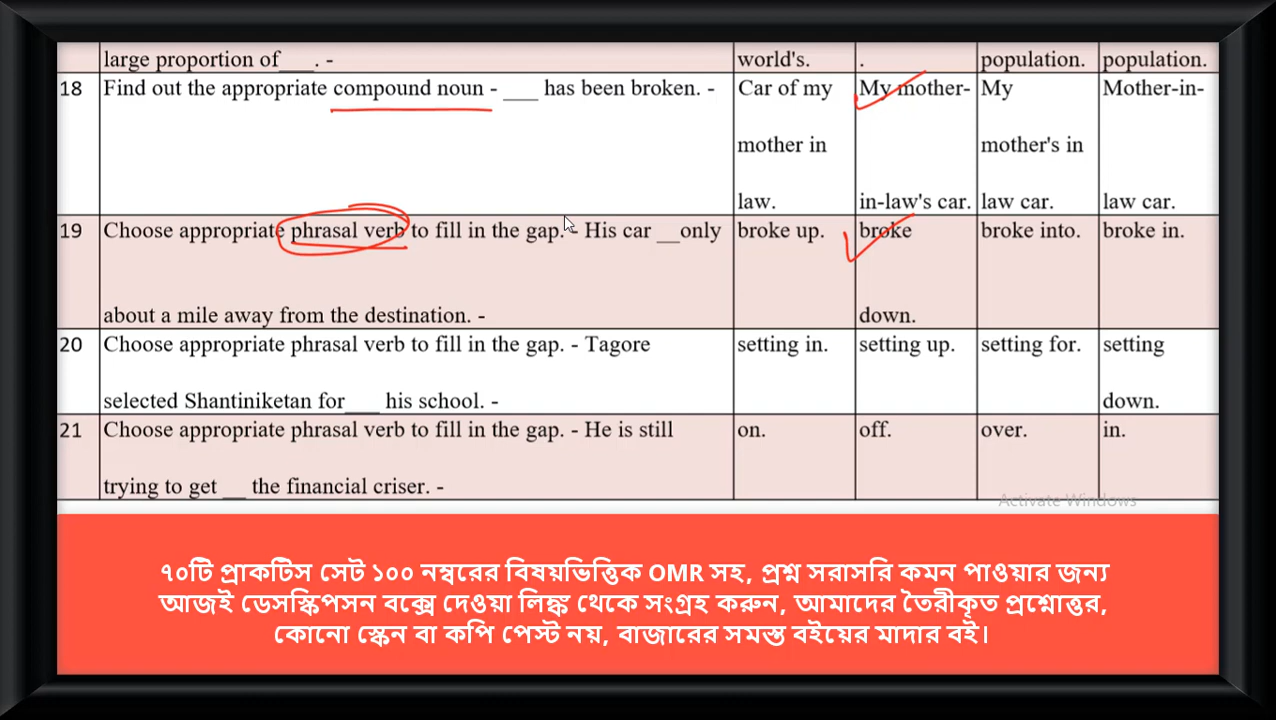 large proportion of___. - world's. . population. population.
18 Find out the appropriate compound noun - ___ has been broken. - Car of my My mother- My Mother-in-
mother in mother's in
law. in-law's car. law car. law car.
19 Choose appropriate phrasal verb to fill in the gap. - His car __only broke up. broke broke into. broke in.
about a mile away from the destination. - down.
20 Choose appropriate phrasal verb to fill in the gap. - Tagore setting in. setting up. setting for. setting
selected Shantiniketan for___ his school. - down.
21 Choose appropriate phrasal verb to fill in the gap. - He is still on. off. over. in.
trying to get __ the financial criser. -
Activate Windows
৭০টি প্রাকটিস সেট ১০০ নম্বরের বিষয়ভিত্তিক OMR সহ, প্রশ্ন সরাসরি কমন পাওয়ার জন্য
আজই ডেসস্কিপসন বক্সে দেওয়া লিঙ্ক থেকে সংগ্রহ করুন, আমাদের তৈরীকৃত প্রশ্নোত্তর,
কোনো স্কেন বা কপি পেস্ট নয়, বাজারের সমস্ত বইয়ের মাদার বই।